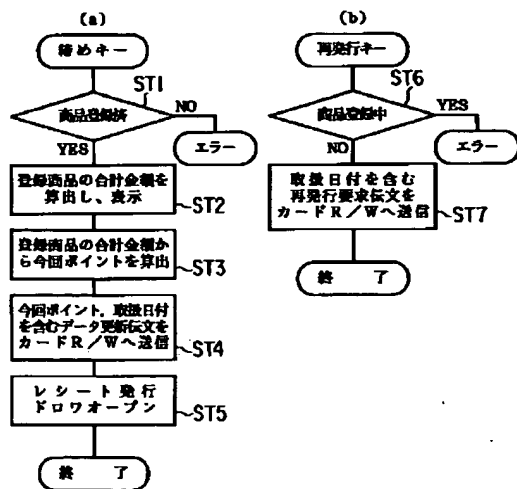 (a)
締めキー
ST1
商品登録済
NO
エラー
YES
登録商品の合計金額を
算出し、表示
ST2
登録商品の合計金額か
ら今回ポイントを算出
ST3
今回ポイント,取扱日付
を含むデータ更新伝文を
カードR/Wへ送信
ST4
レシート発行
ドロワオープン
ST5
終 了
(b)
再発行キー
ST6
商品登録中
YES
エラー
NO
取扱日付を含む
再発行要求伝文を
カードR/Wへ送信
ST7
終 了